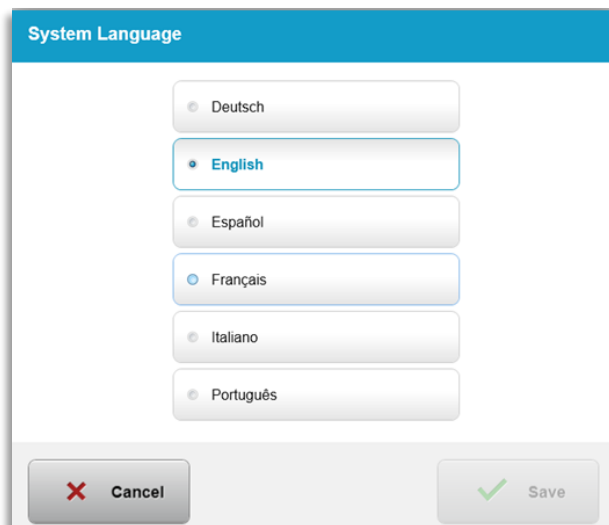 System Language
Deutsch
English
Español
Français
Italiano
Português
Cancel
Save